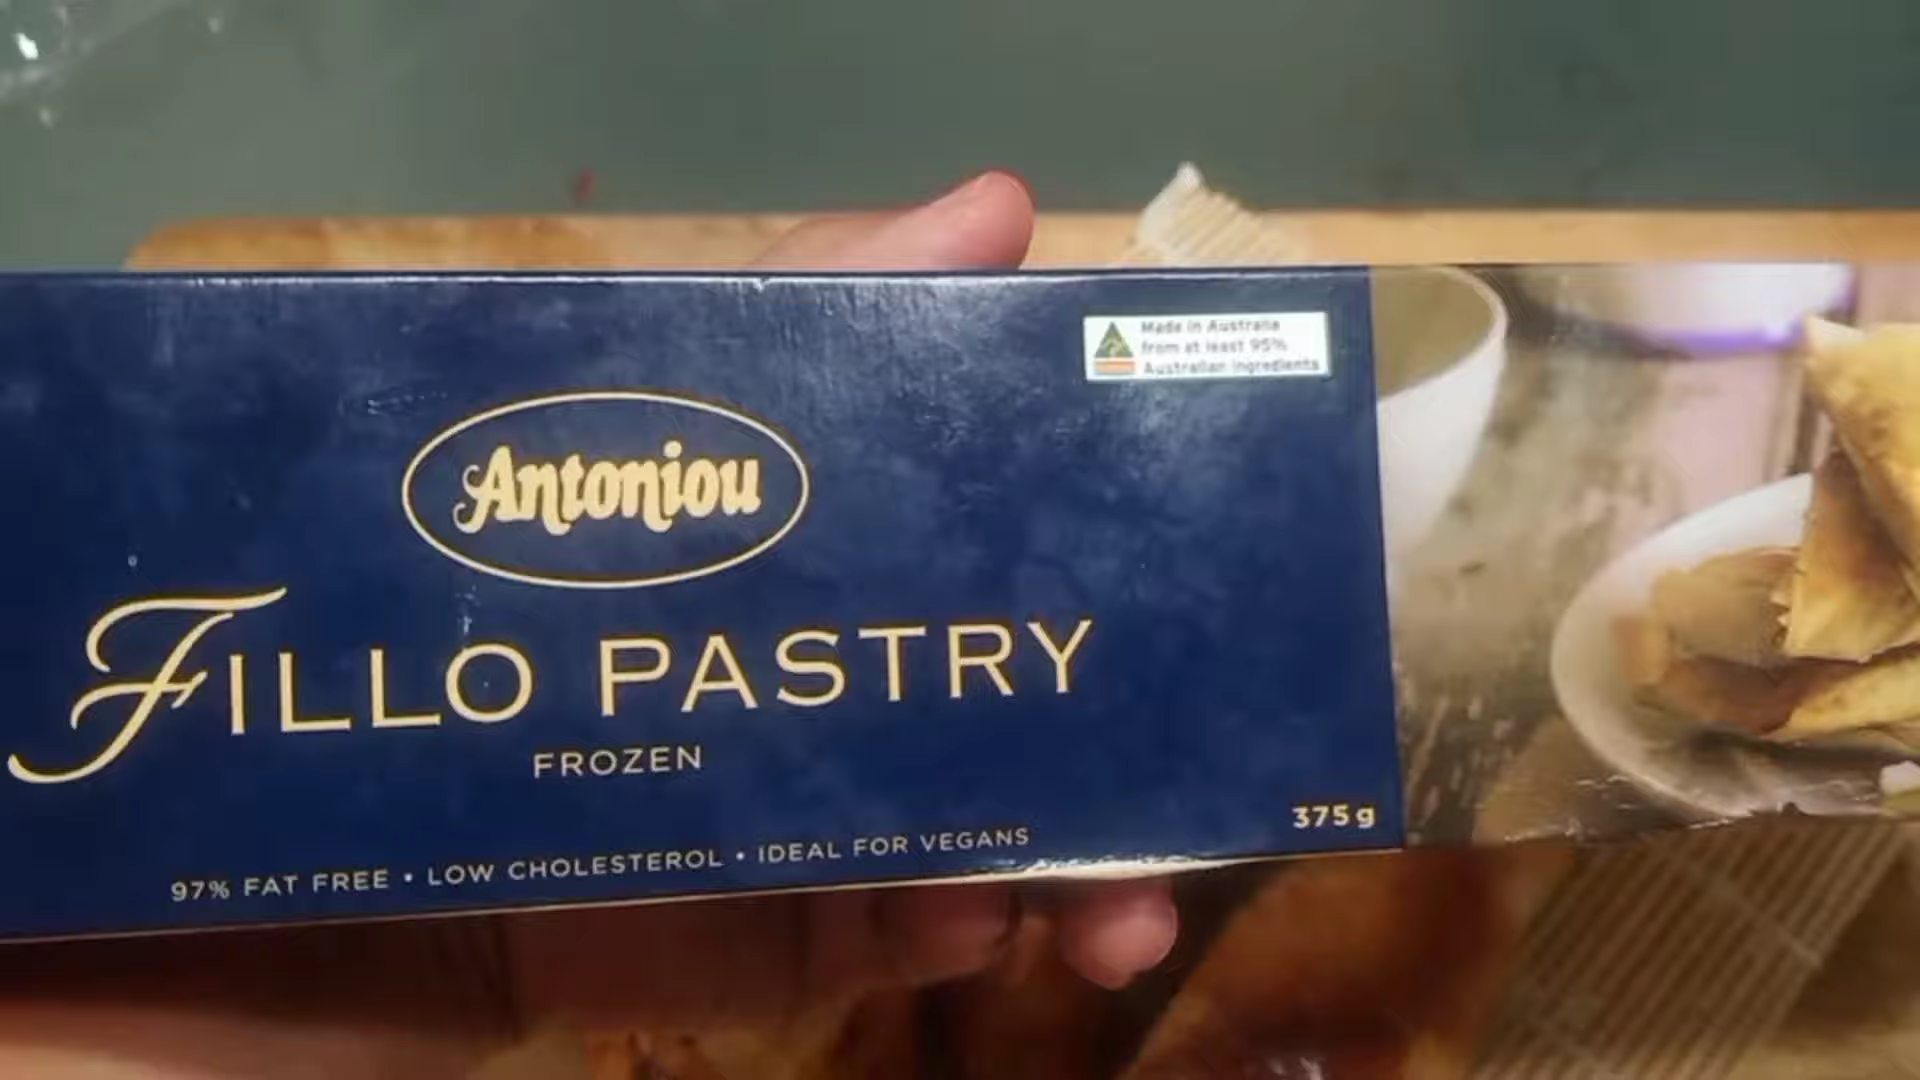 Made in Australia
from at least 95%
Australian ingredients
Antoniou
FILLO PASTRY
FROZEN
375g
97% FAT FREE • LOW CHOLESTEROL • IDEAL FOR VEGANS